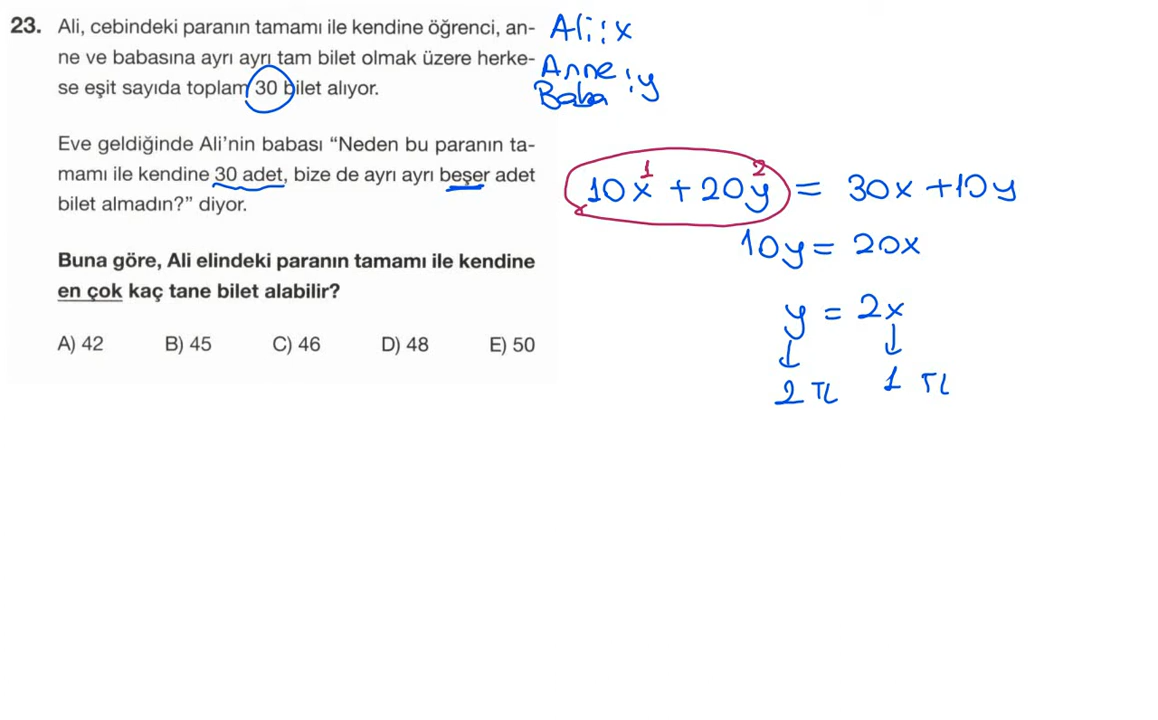 23. Ali, cebindeki paranın tamamı ile kendine öğrenci, an-
ne ve babasına ayrı ayrı tam bilet olmak üzere herke-
se eşit sayıda toplam 30 bilet alıyor.
Eve geldiğinde Ali'nin babası “Neden bu paranın ta-
mamı ile kendine 30 adet, bize de ayrı ayrı beşer adet
bilet almadın?” diyor.
Buna göre, Ali elindeki paranın tamamı ile kendine
en çok kaç tane bilet alabilir?
A) 42 B) 45 C) 46 D) 48 E) 50
Ali: x
Anne : y
Baba
1 2
10x + 20y = 30x + 10y
10y = 20x
y = 2x
2 TL 1 TL